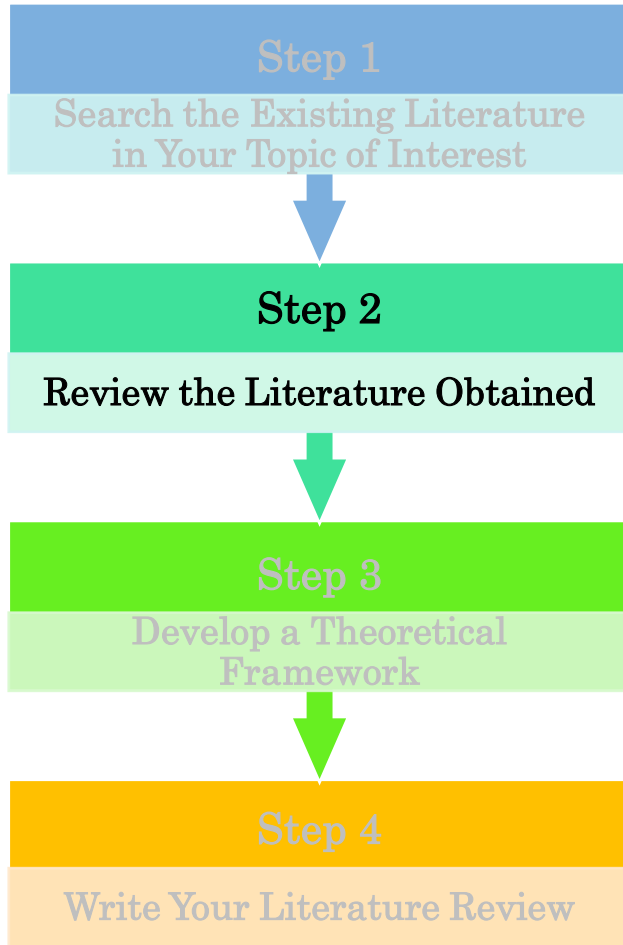 Step 1
Search the Existing Literature
in Your Topic of Interest
Step 2
Review the Literature Obtained
Step 3
Develop a Theoretical
Framework
Step 4
Write Your Literature Review